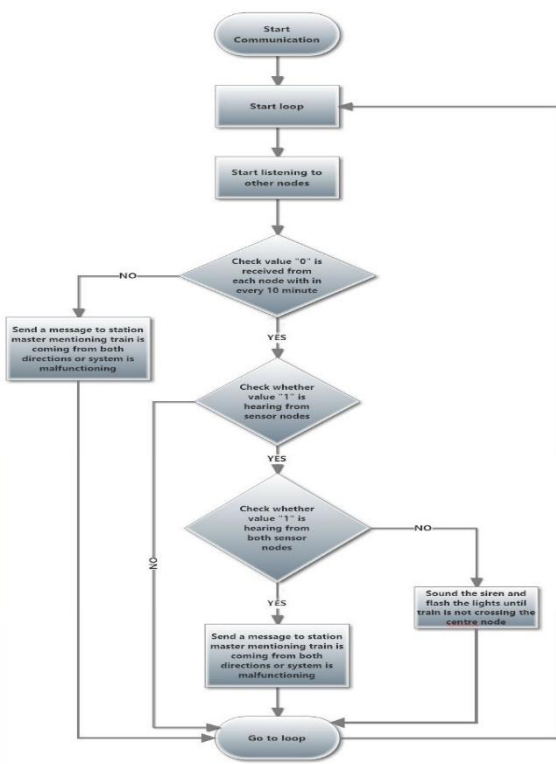 Start
Communication
Start loop
Start listening to
other nodes
Check value "0" is
received from
each node with in
every 10 minute
NO
Send a message to station
master mentioning train is
coming from both
directions or system is
malfunctioning
YES
Check whether
value "1" is
hearing from
sensor nodes
YES
Check whether
value "1" is
hearing from
both sensor
nodes
NO
NO
Sound the siren and
flash the lights until
train is not crossing the
centre node
YES
Send a message to station
master mentioning train is
coming from both
directions or system is
malfunctioning
Go to loop